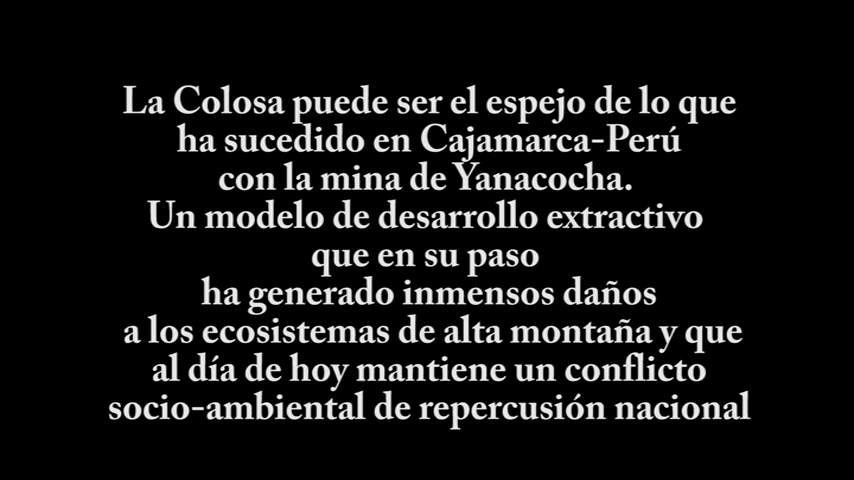 La Colosa puede ser el espejo de lo que
ha sucedido en Cajamarca-Perú
con la mina de Yanacocha.
Un modelo de desarrollo extractivo
que en su paso
ha generado inmensos daños
a los ecosistemas de alta montaña y que
al día de hoy mantiene un conflicto
socio-ambiental de repercusión nacional